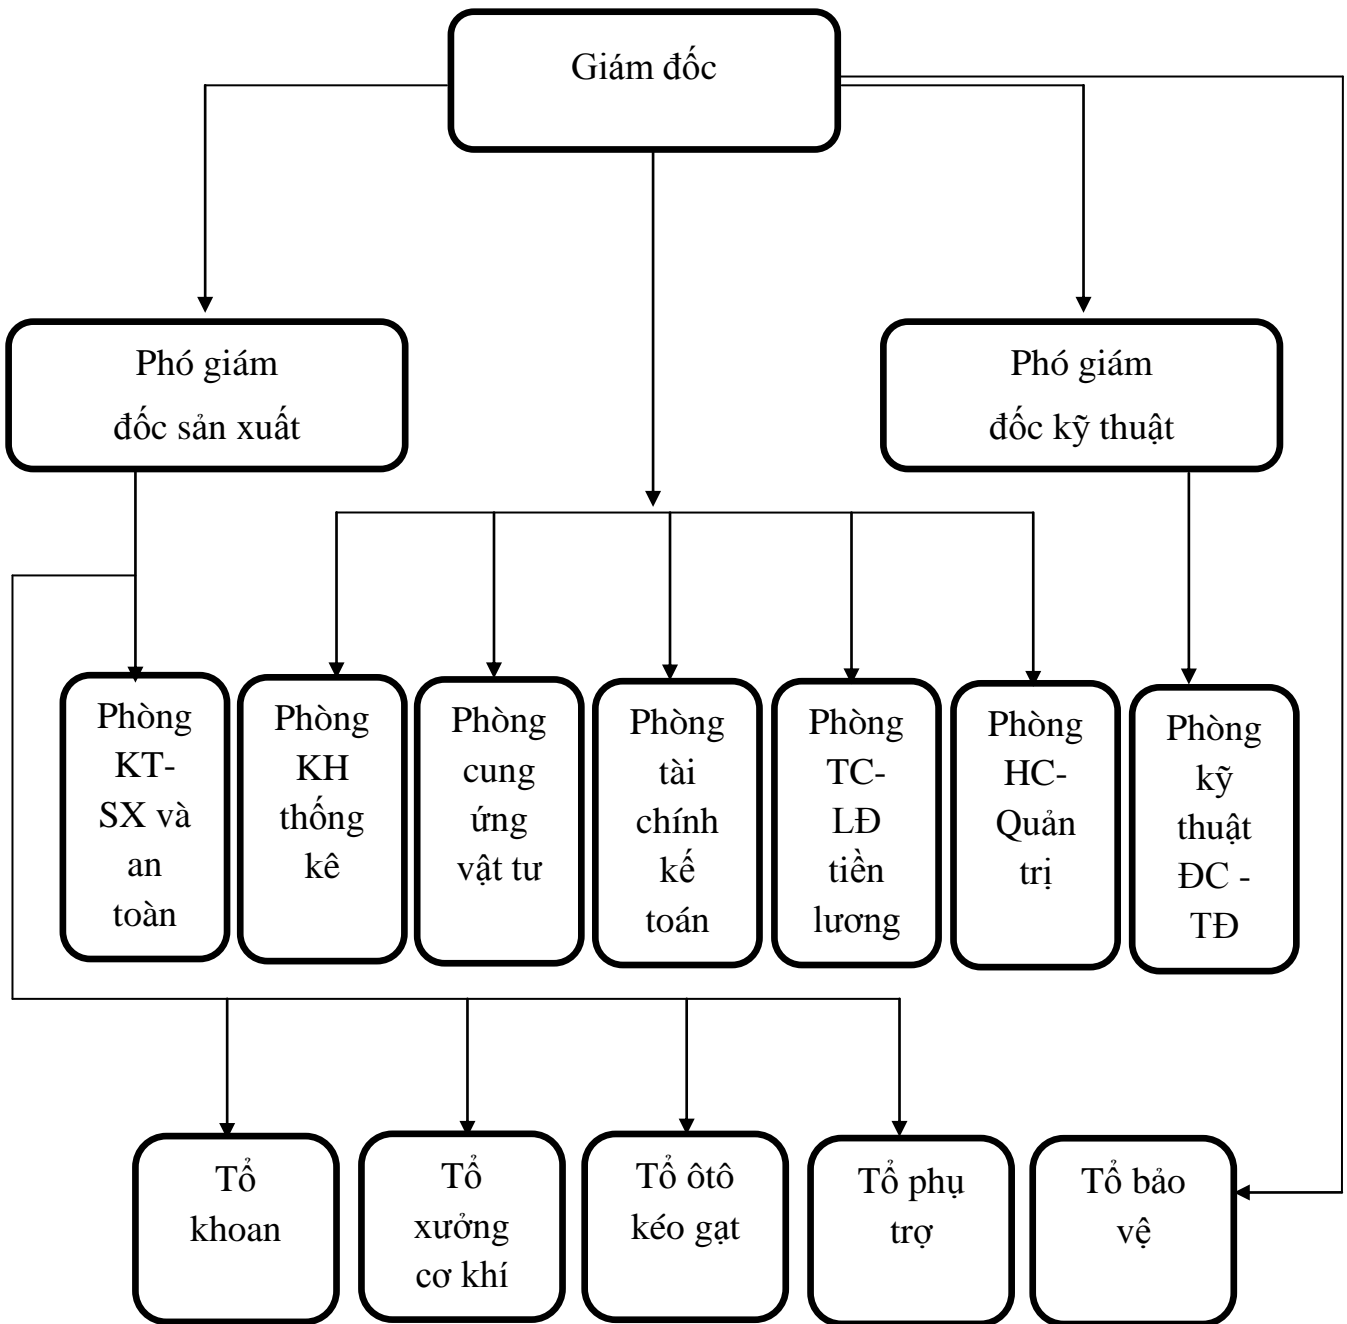 Giám đốc
Phó giám
đốc sản xuất
Phó giám
đốc kỹ thuật
Phòng
KT-
SX và
an
toàn
Phòng
KH
thống
kê
Phòng
cung
ứng
vật tư
Phòng
tài
chính
kế
toán
Phòng
TC-
LĐ
tiền
lương
Phòng
HC-
Quản
trị
Phòng
kỹ
thuật
ĐC -
TĐ
Tổ
khoan
Tổ
xưởng
cơ khí
Tổ ôtô
kéo gạt
Tổ phụ
trợ
Tổ bảo
vệ